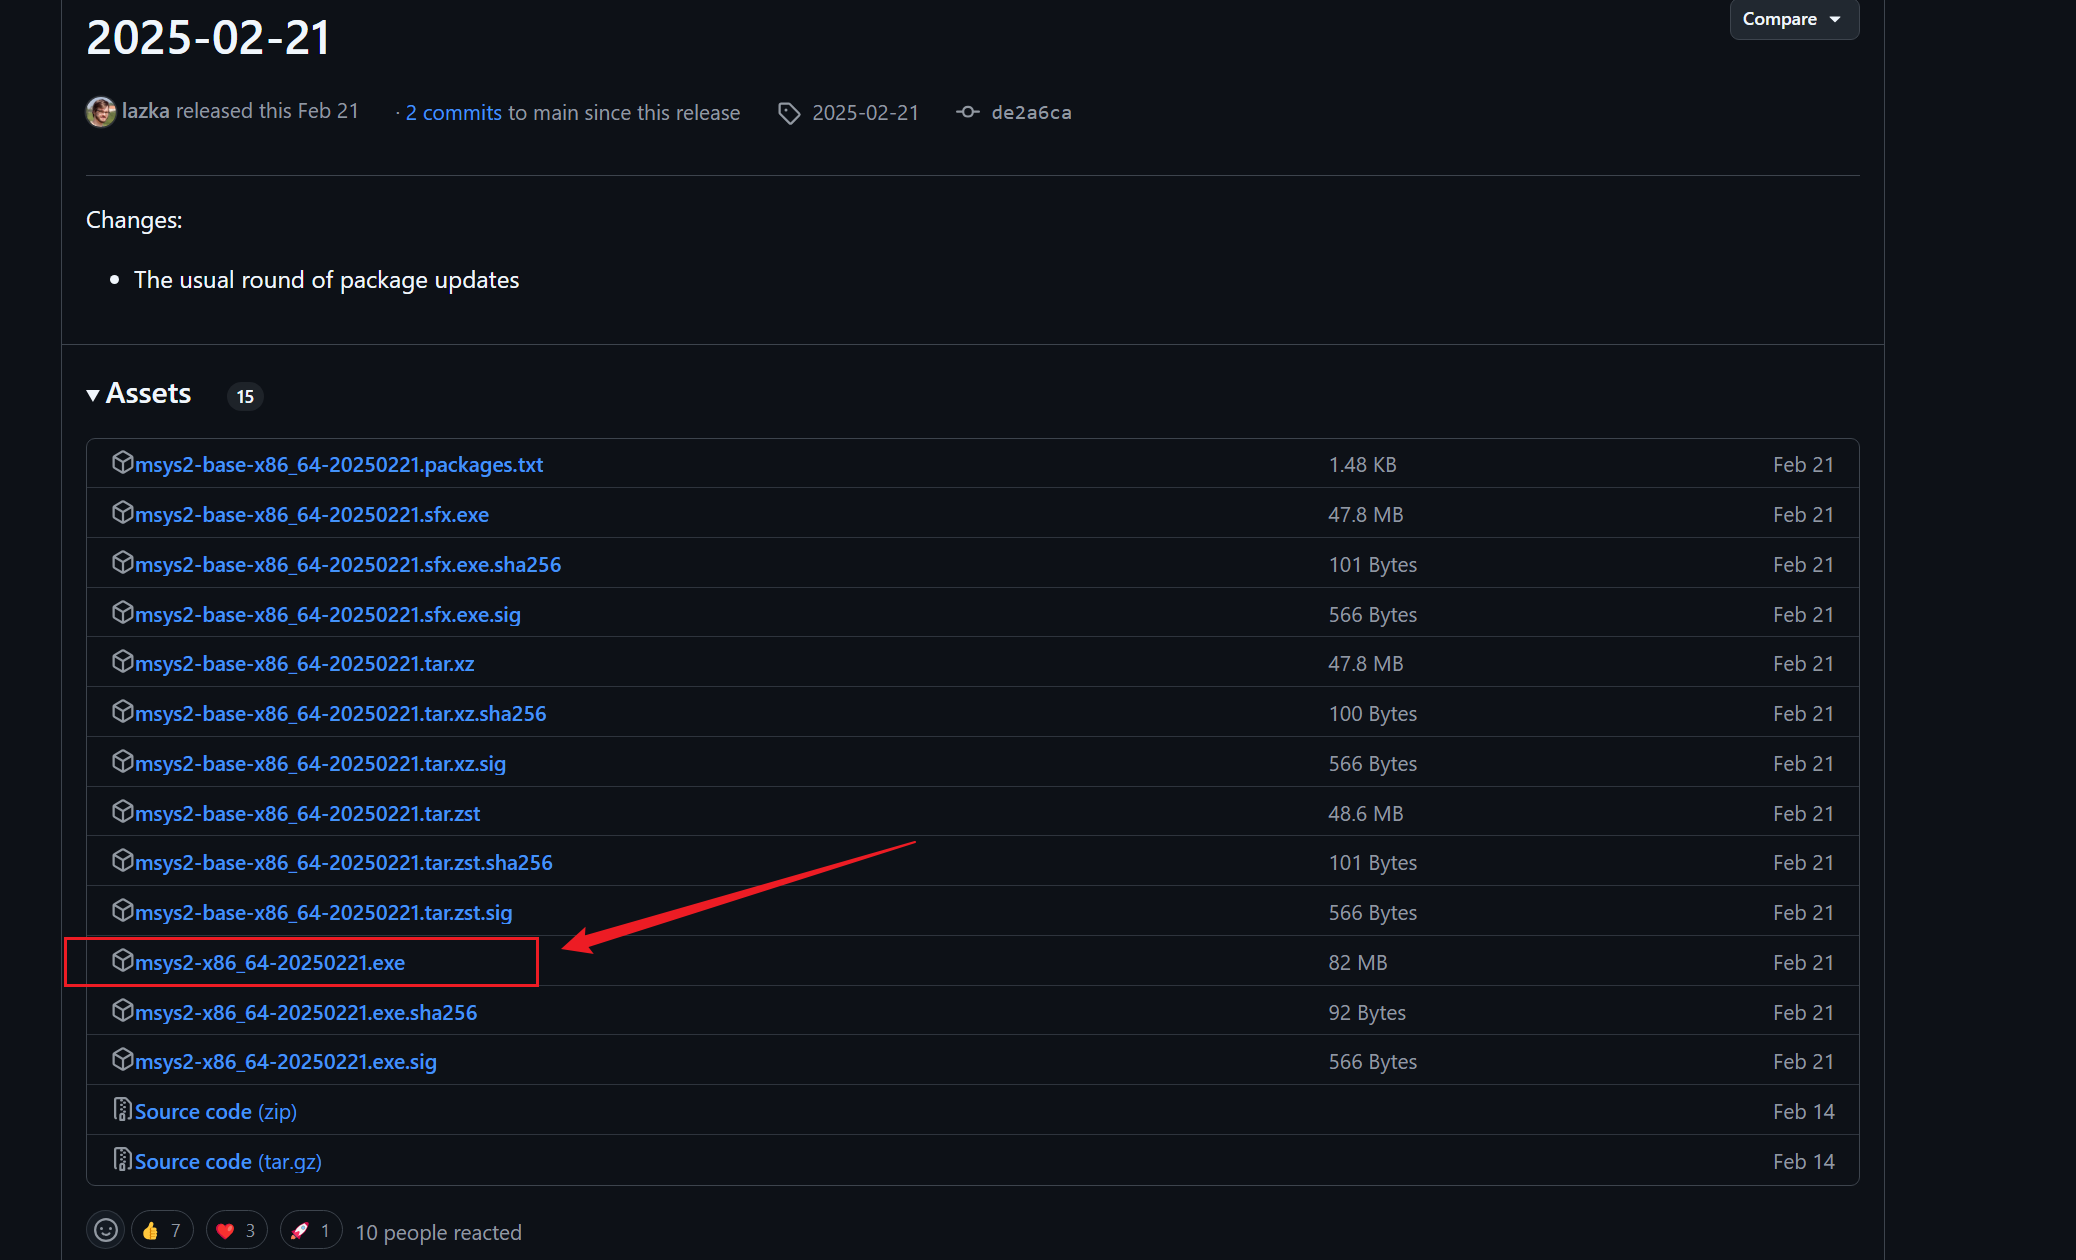 2025-02-21
Compare
lazka released this Feb 21 · 2 commits to main since this release 2025-02-21 de2a6ca
Changes:
• The usual round of package updates
Assets 15
msys2-base-x86_64-20250221.packages.txt 1.48 KB Feb 21
msys2-base-x86_64-20250221.sfx.exe 47.8 MB Feb 21
msys2-base-x86_64-20250221.sfx.exe.sha256 101 Bytes Feb 21
msys2-base-x86_64-20250221.sfx.exe.sig 566 Bytes Feb 21
msys2-base-x86_64-20250221.tar.xz 47.8 MB Feb 21
msys2-base-x86_64-20250221.tar.xz.sha256 100 Bytes Feb 21
msys2-base-x86_64-20250221.tar.xz.sig 566 Bytes Feb 21
msys2-base-x86_64-20250221.tar.zst 48.6 MB Feb 21
msys2-base-x86_64-20250221.tar.zst.sha256 101 Bytes Feb 21
msys2-base-x86_64-20250221.tar.zst.sig 566 Bytes Feb 21
msys2-x86_64-20250221.exe 82 MB Feb 21
msys2-x86_64-20250221.exe.sha256 92 Bytes Feb 21
msys2-x86_64-20250221.exe.sig 566 Bytes Feb 21
Source code (zip) Feb 14
Source code (tar.gz) Feb 14
👍 7 ❤️ 3 🚀 1 10 people reacted